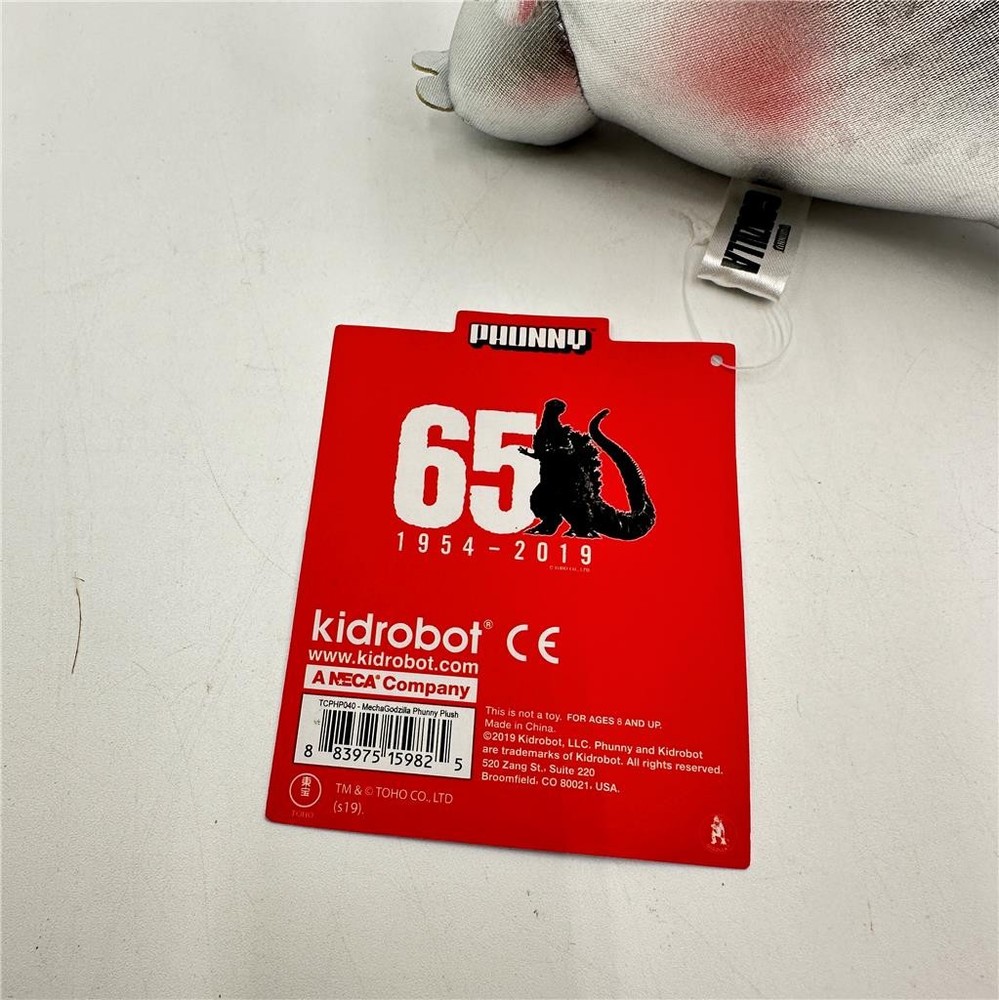 PHUNNY
GODZILLA
PHUNNY™
65
1954-2019
© TOHO CO., LTD
kidrobot®
CE
www.kidrobot.com
A NECA® Company
TCPHP040 - MechaGodzilla Phunny Plush
8 83975 15982 5
This is not a toy. FOR AGES 8 AND UP.
Made in China.
©2019 Kidrobot, LLC. Phunny and Kidrobot
are trademarks of Kidrobot. All rights reserved.
520 Zang St., Suite 220
Broomfield, CO 80021, USA.
東宝
TOHO
TM & © TOHO CO., LTD
(s19).